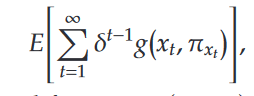 E[∑_{t=1}^{∞} δ^{t−1} g(x_t, π_{x_t})],